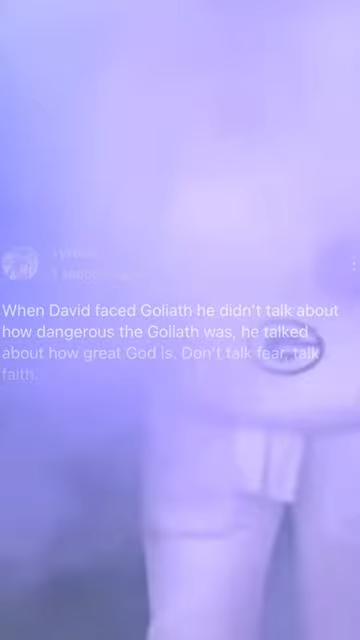 When David faced Goliath he didn't talk about
how dangerous the Goliath was, he talked
about how great God is. Don't talk fear, talk
faith.